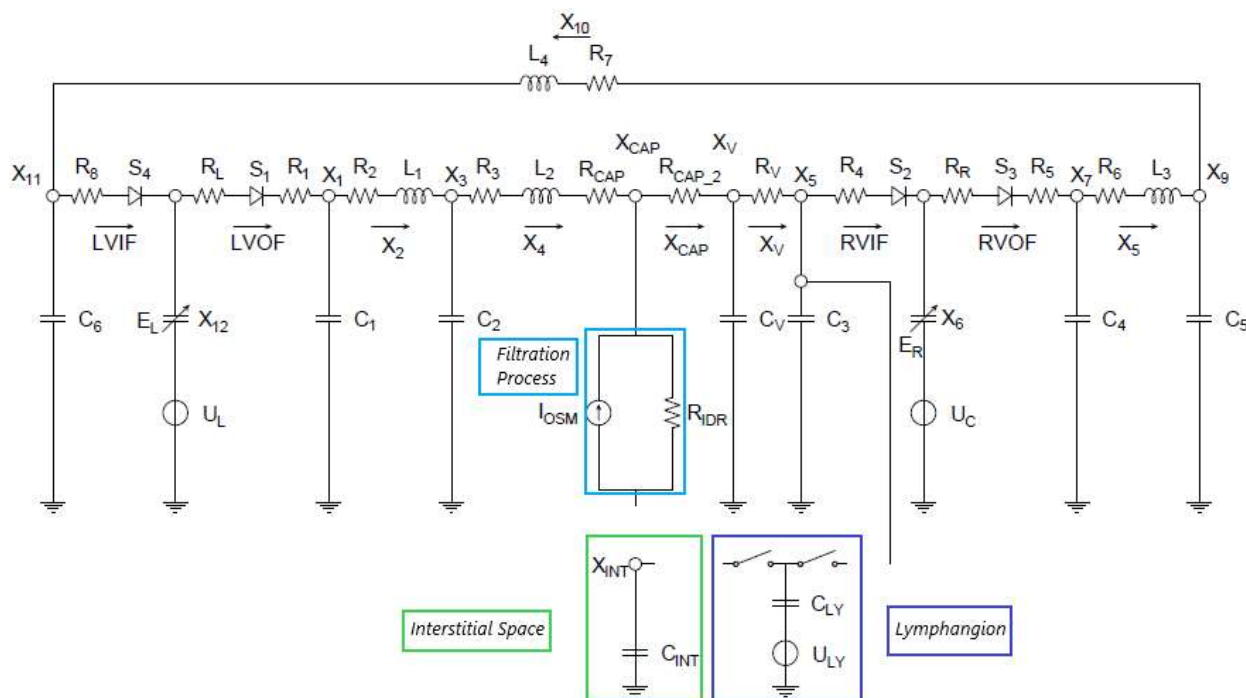 X10
L4 R7
X11 R8 S4 RL S1 R1 X1 R2 L1 X3 R3 L2 RCAP XCAP RCAP_2 XV RV X5 R4 S2 RR S3 R5 X7 R6 L3 X9
LVIF LVOF X2 X4 XCAP XV RVIF RVOF X5
C6 EL X12 C1 C2 CV C3 ER X6 C4 C5
Filtration
Process
UL IOSM RIDR UC
XINT
CLY
Interstitial Space
Lymphangion
CINT ULY